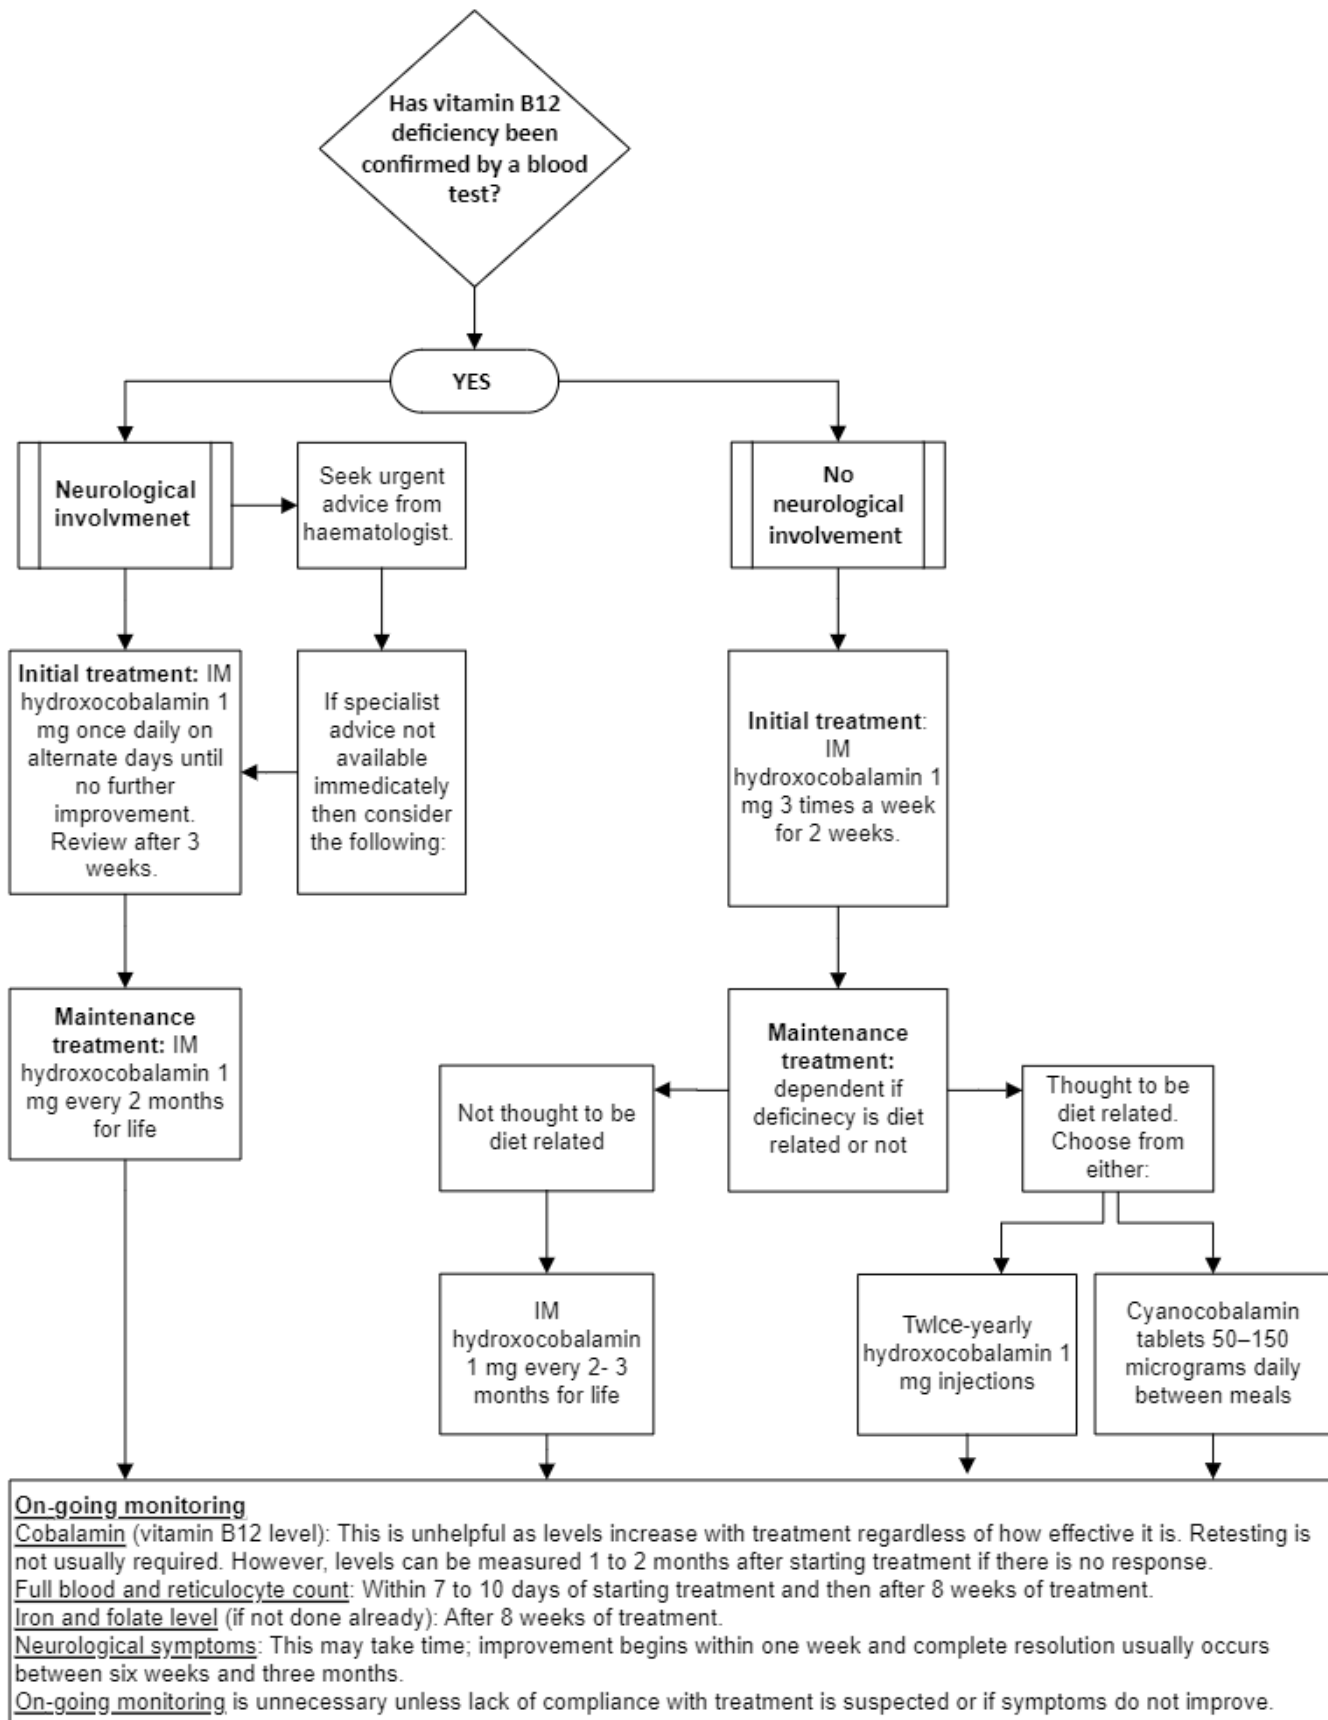 Has vitamin B12
deficiency been
confirmed by a blood
test?
YES
Neurological
involvmenet
Seek urgent
advice from
haematologist.
No
neurological
involvement
Initial treatment: IM
hydroxocobalamin 1
mg once daily on
alternate days until
no further
improvement.
Review after 3
weeks.
If specialist
advice not
available
immedicately
then consider
the following:
Initial treatment:
IM
hydroxocobalamin 1
mg 3 times a week
for 2 weeks.
Maintenance
treatment: IM
hydroxocobalamin 1
mg every 2 months
for life
Not thought to be
diet related
Maintenance
treatment:
dependent if
deficinecy is diet
related or not
Thought to be
diet related.
Choose from
either:
IM
hydroxocobalamin
1 mg every 2- 3
months for life
TwIce-yearly
hydroxocobalamin 1
mg injections
Cyanocobalamin
tablets 50–150
micrograms daily
between meals
On-going monitoring
Cobalamin (vitamin B12 level): This is unhelpful as levels increase with treatment regardless of how effective it is. Retesting is
not usually required. However, levels can be measured 1 to 2 months after starting treatment if there is no response.
Full blood and reticulocyte count: Within 7 to 10 days of starting treatment and then after 8 weeks of treatment.
Iron and folate level (if not done already): After 8 weeks of treatment.
Neurological symptoms: This may take time; improvement begins within one week and complete resolution usually occurs
between six weeks and three months.
On-going monitoring is unnecessary unless lack of compliance with treatment is suspected or if symptoms do not improve.